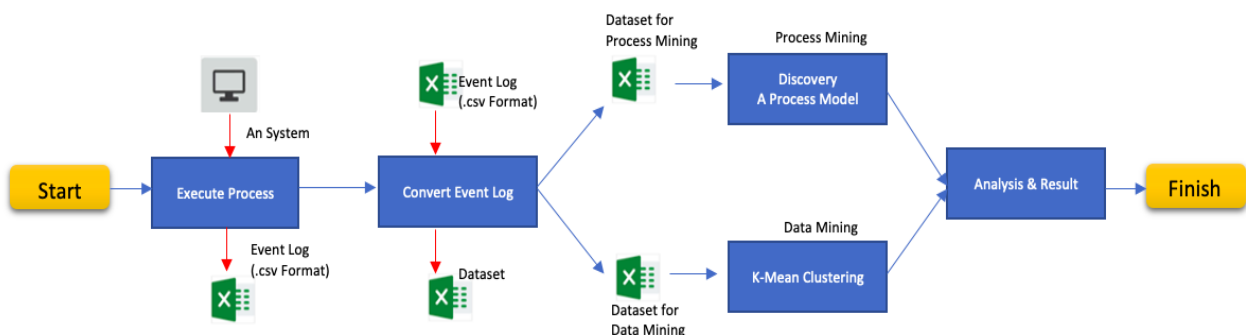 Start
An System
Execute Process
Event Log
(.csv Format)
Event Log
(.csv Format)
Convert Event Log
Dataset
Dataset for
Process Mining
Process Mining
Discovery
A Process Model
Dataset for
Data Mining
Data Mining
K-Mean Clustering
Analysis & Result
Finish